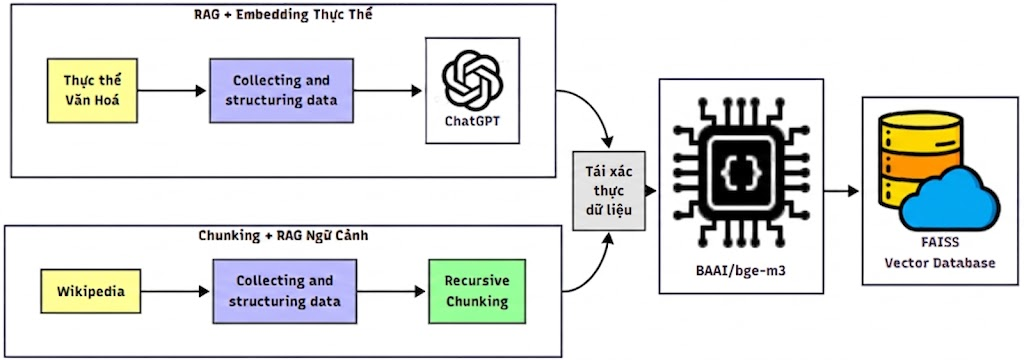 RAG + Embedding Thực Thể
Thực thể
Văn Hoá
Collecting and
structuring data
ChatGPT
Chunking + RAG Ngữ Cảnh
Wikipedia
Collecting and
structuring data
Recursive
Chunking
Tái xác
thực
dữ liệu
{}
BAAI/bge-m3
FAISS
Vector Database